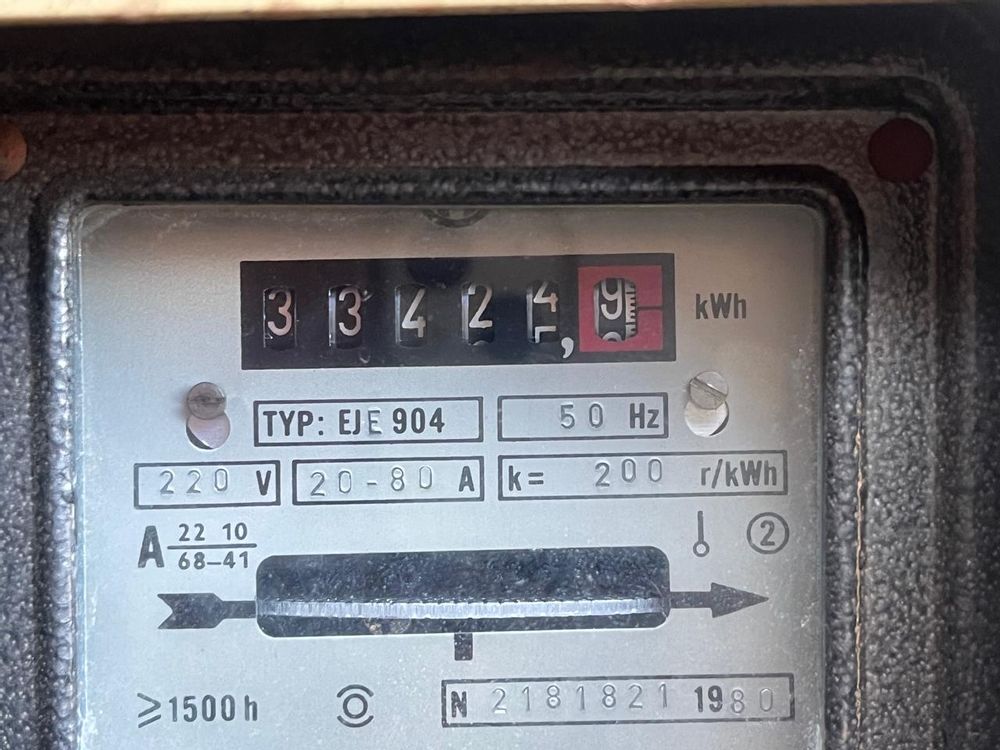 33424,9 kWh
TYP: EJE 904 50 Hz
220 V 20-80 A k= 200 r/kWh
A 22 10
68-41
2
⩾1500 h N 2181821 1980